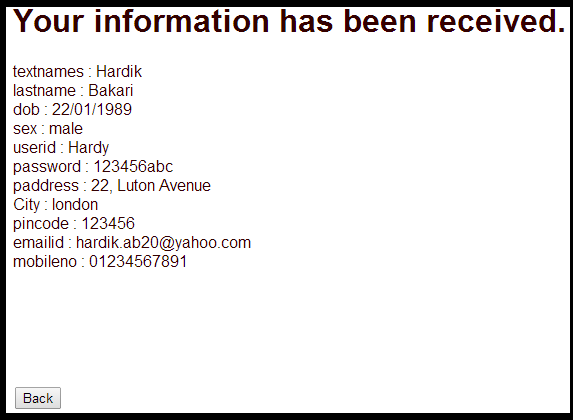 Your information has been received.
textnames : Hardik
lastname : Bakari
dob : 22/01/1989
sex : male
userid : Hardy
password : 123456abc
paddress : 22, Luton Avenue
City : london
pincode : 123456
emailid : hardik.ab20@yahoo.com
mobileno : 01234567891
Back